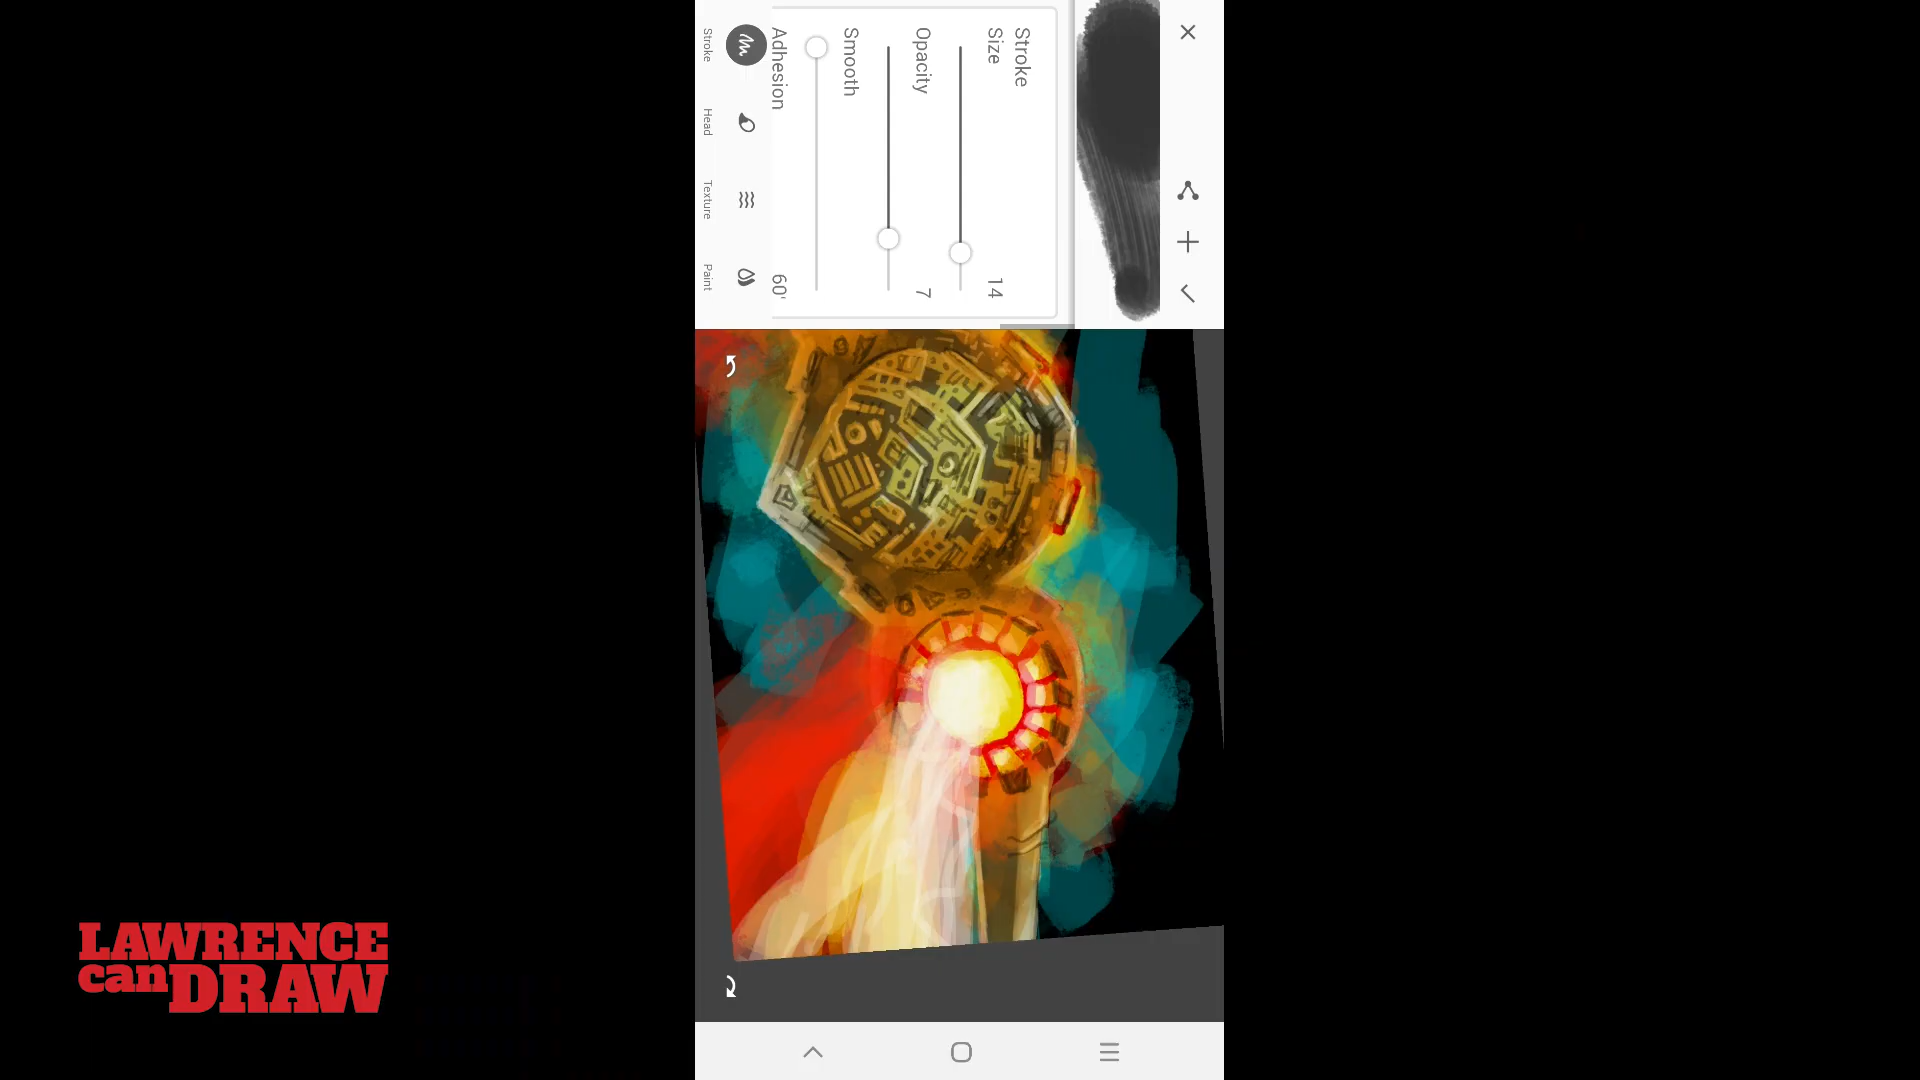 Stroke
Size
14
Opacity
7
Smooth
Adhesion
60'
Stroke
Head
Texture
Paint
LAWRENCE
can DRAW